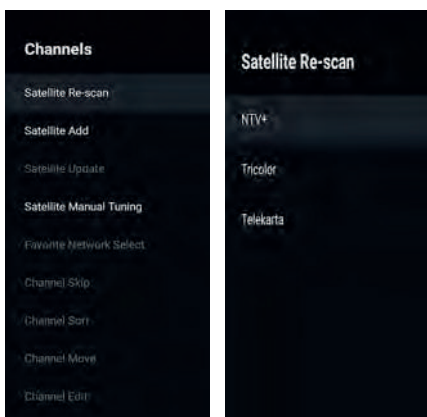 Channels
Satellite Re-scan
Satellite Add
Satellite Update
Satellite Manual Tuning
Favorite Network Select
Channel Skip
Channel Sort
Channel Move
Channel Edit
Satellite Re-scan
NTV+
Tricolor
Telekarta